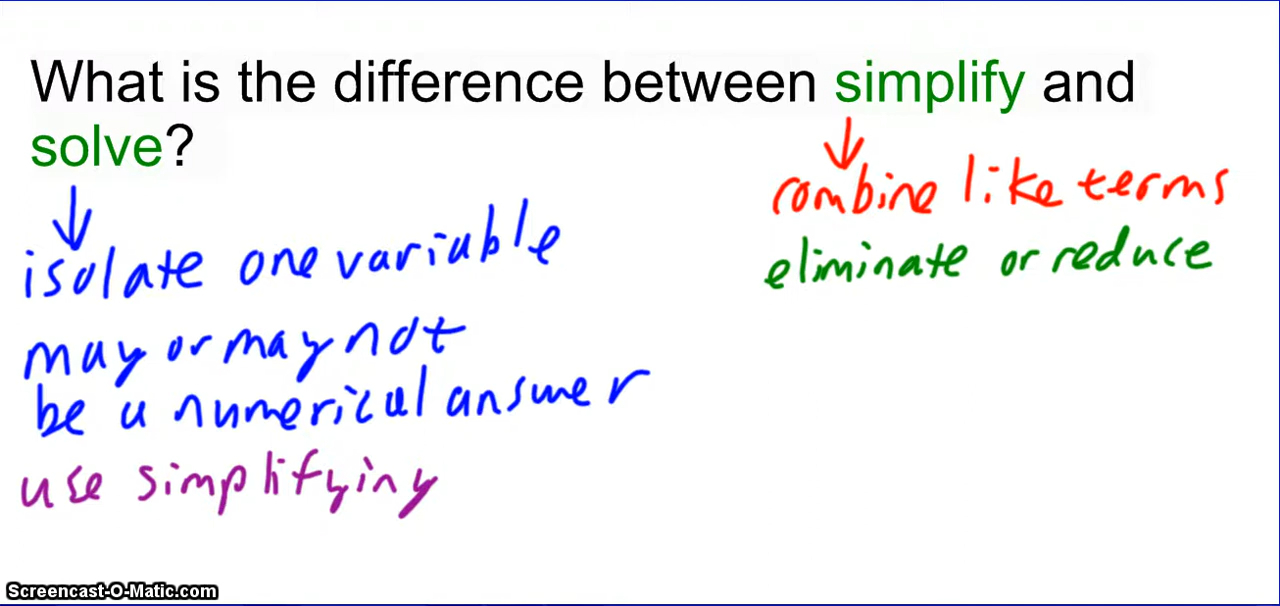 What is the difference between simplify and
solve?
combine like terms
eliminate or reduce
isolate one variable
may or may not
be a numerical answer
use simplifying
Screencast-O-Matic.com